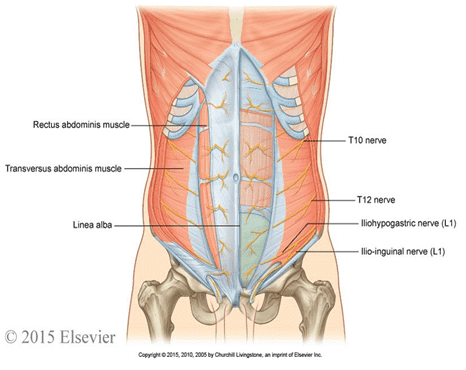 Rectus abdominis muscle
T10 nerve
Transversus abdominis muscle
T12 nerve
Linea alba
Iliohypogastric nerve (L1)
Ilio-inguinal nerve (L1)
© 2015 Elsevier
Copyright © 2015, 2010, 2005 by Churchill Livingstone, an imprint of Elsevier Inc.